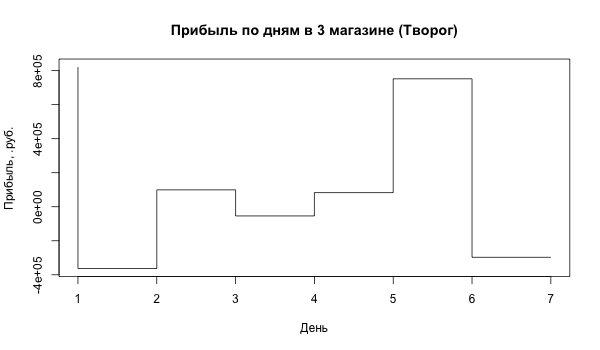 Прибыль по дням в 3 магазине (Творог)
Прибыль, .руб.
8e+05
4e+05
0e+00
-4e+05
1 2 3 4 5 6 7
День